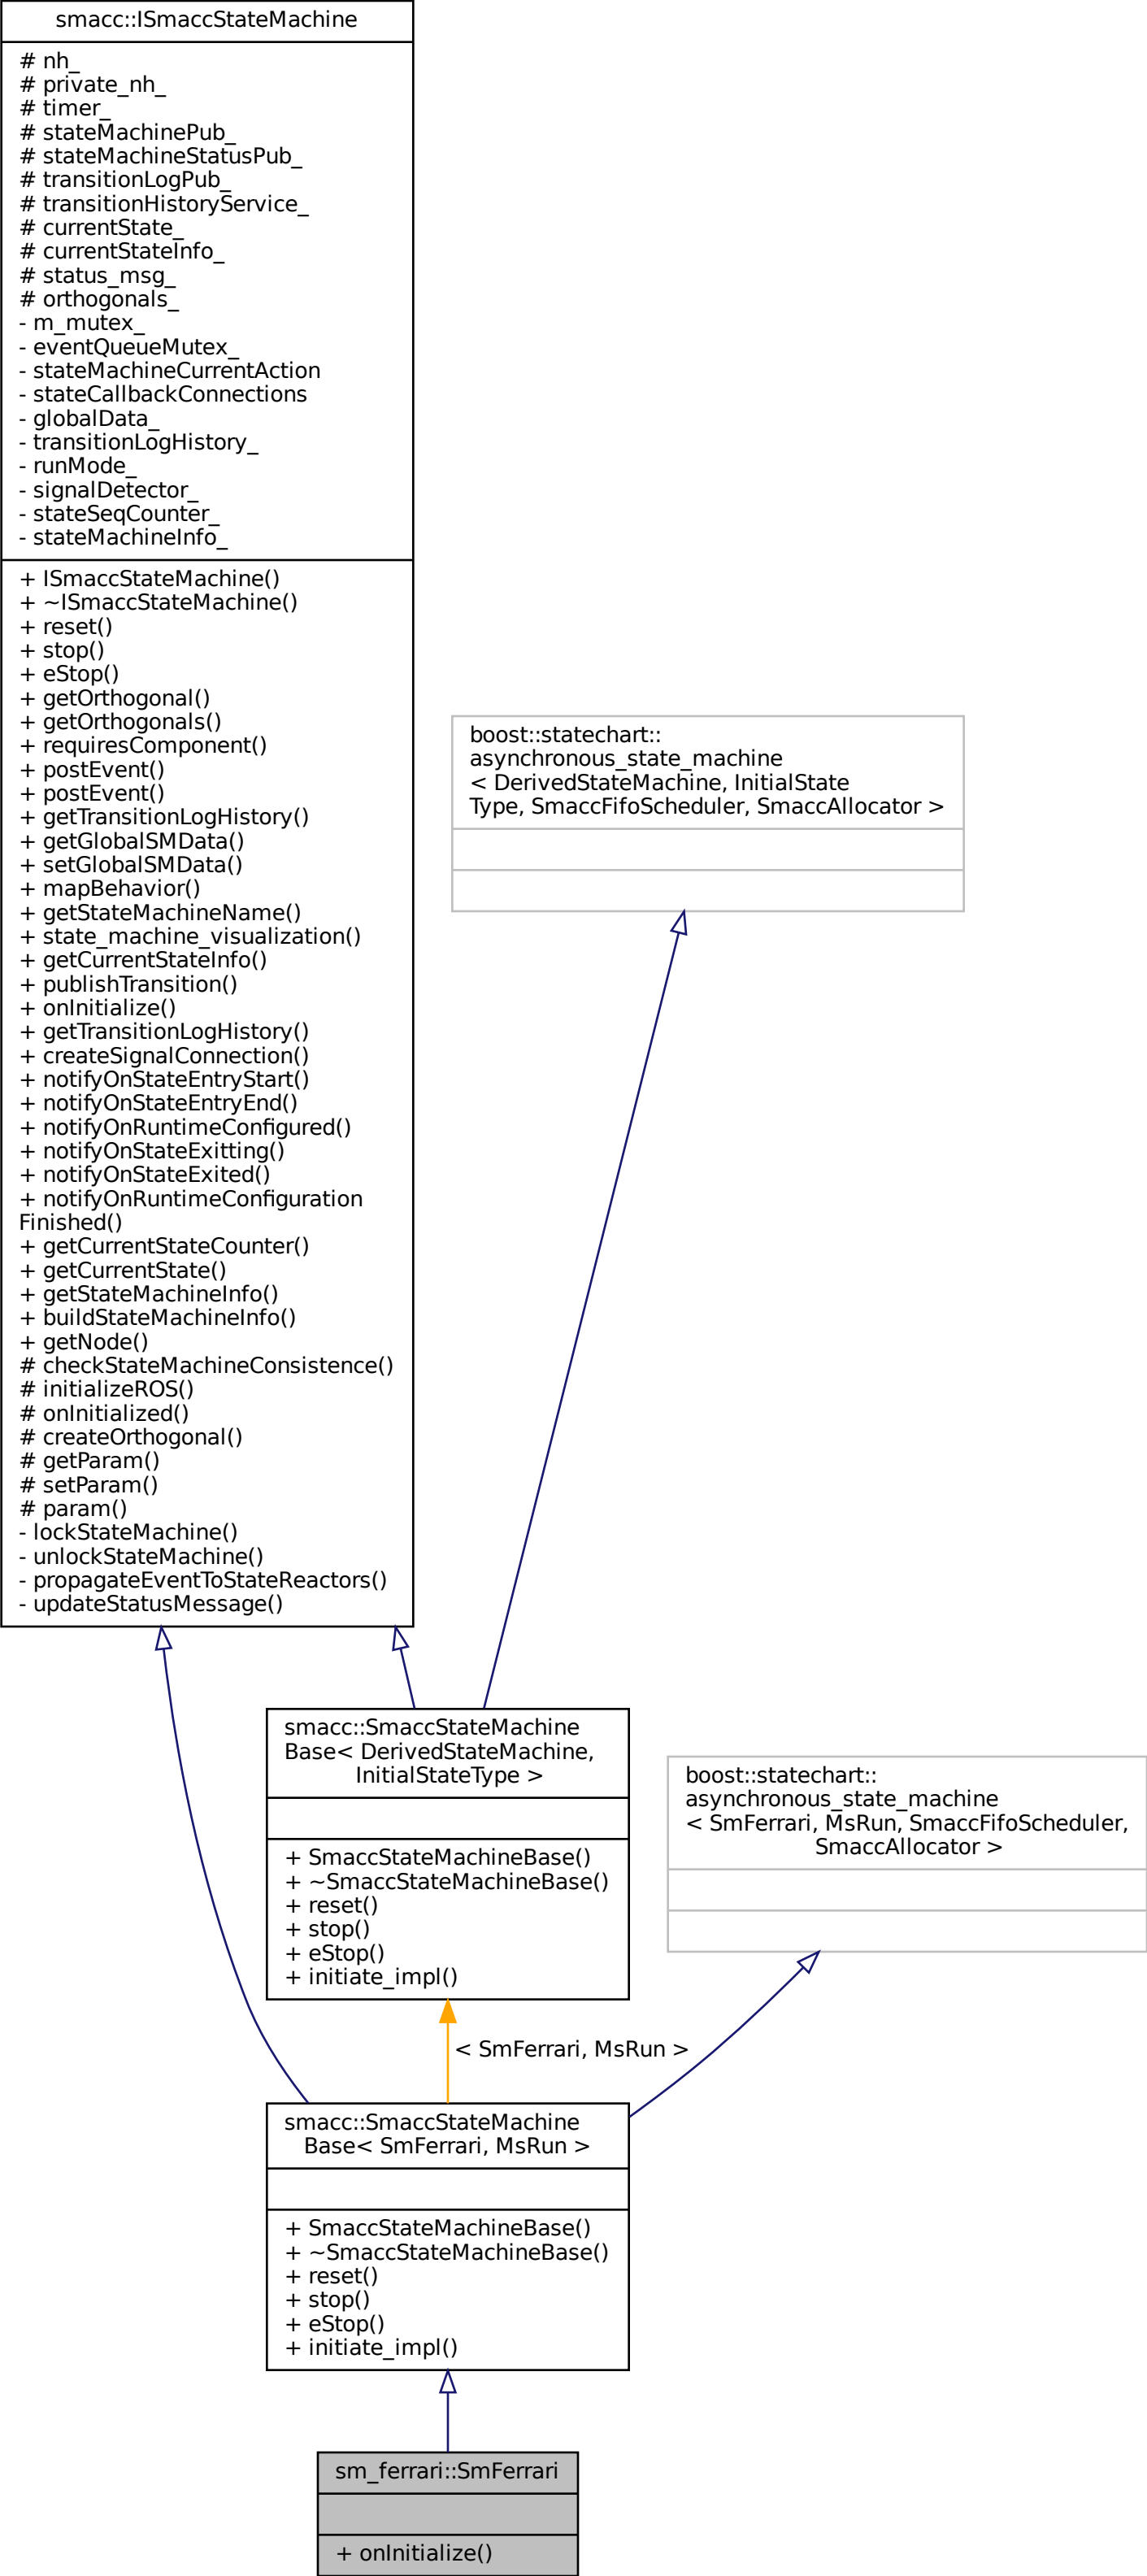 smacc::ISmaccStateMachine
# nh_
# private_nh_
# timer_
# stateMachinePub_
# stateMachineStatusPub_
# transitionLogPub_
# transitionHistoryService_
# currentState_
# currentStateInfo_
# status_msg_
# orthogonals_
- m_mutex_
- eventQueueMutex_
- stateMachineCurrentAction
- stateCallbackConnections
- globalData_
- transitionLogHistory_
- runMode_
- signalDetector_
- stateSeqCounter_
- stateMachineInfo_
+ ISmaccStateMachine()
+ ~ISmaccStateMachine()
+ reset()
+ stop()
+ eStop()
+ getOrthogonal()
+ getOrthogonals()
+ requiresComponent()
+ postEvent()
+ postEvent()
+ getTransitionLogHistory()
+ getGlobalSMData()
+ setGlobalSMData()
+ mapBehavior()
+ getStateMachineName()
+ state_machine_visualization()
+ getCurrentStateInfo()
+ publishTransition()
+ onInitialize()
+ getTransitionLogHistory()
+ createSignalConnection()
+ notifyOnStateEntryStart()
+ notifyOnStateEntryEnd()
+ notifyOnRuntimeConfigured()
+ notifyOnStateExitting()
+ notifyOnStateExited()
+ notifyOnRuntimeConfiguration
Finished()
+ getCurrentStateCounter()
+ getCurrentState()
+ getStateMachineInfo()
+ buildStateMachineInfo()
+ getNode()
# checkStateMachineConsistence()
# initializeROS()
# onInitialized()
# createOrthogonal()
# getParam()
# setParam()
# param()
- lockStateMachine()
- unlockStateMachine()
- propagateEventToStateReactors()
- updateStatusMessage()
boost::statechart::
asynchronous_state_machine
< DerivedStateMachine, InitialState
Type, SmaccFifoScheduler, SmaccAllocator >
smacc::SmaccStateMachine
Base< DerivedStateMachine,
InitialStateType >
+ SmaccStateMachineBase()
+ ~SmaccStateMachineBase()
+ reset()
+ stop()
+ eStop()
+ initiate_impl()
boost::statechart::
asynchronous_state_machine
< SmFerrari, MsRun, SmaccFifoScheduler,
SmaccAllocator >
< SmFerrari, MsRun >
smacc::SmaccStateMachine
Base< SmFerrari, MsRun >
+ SmaccStateMachineBase()
+ ~SmaccStateMachineBase()
+ reset()
+ stop()
+ eStop()
+ initiate_impl()
sm_ferrari::SmFerrari
+ onInitialize()